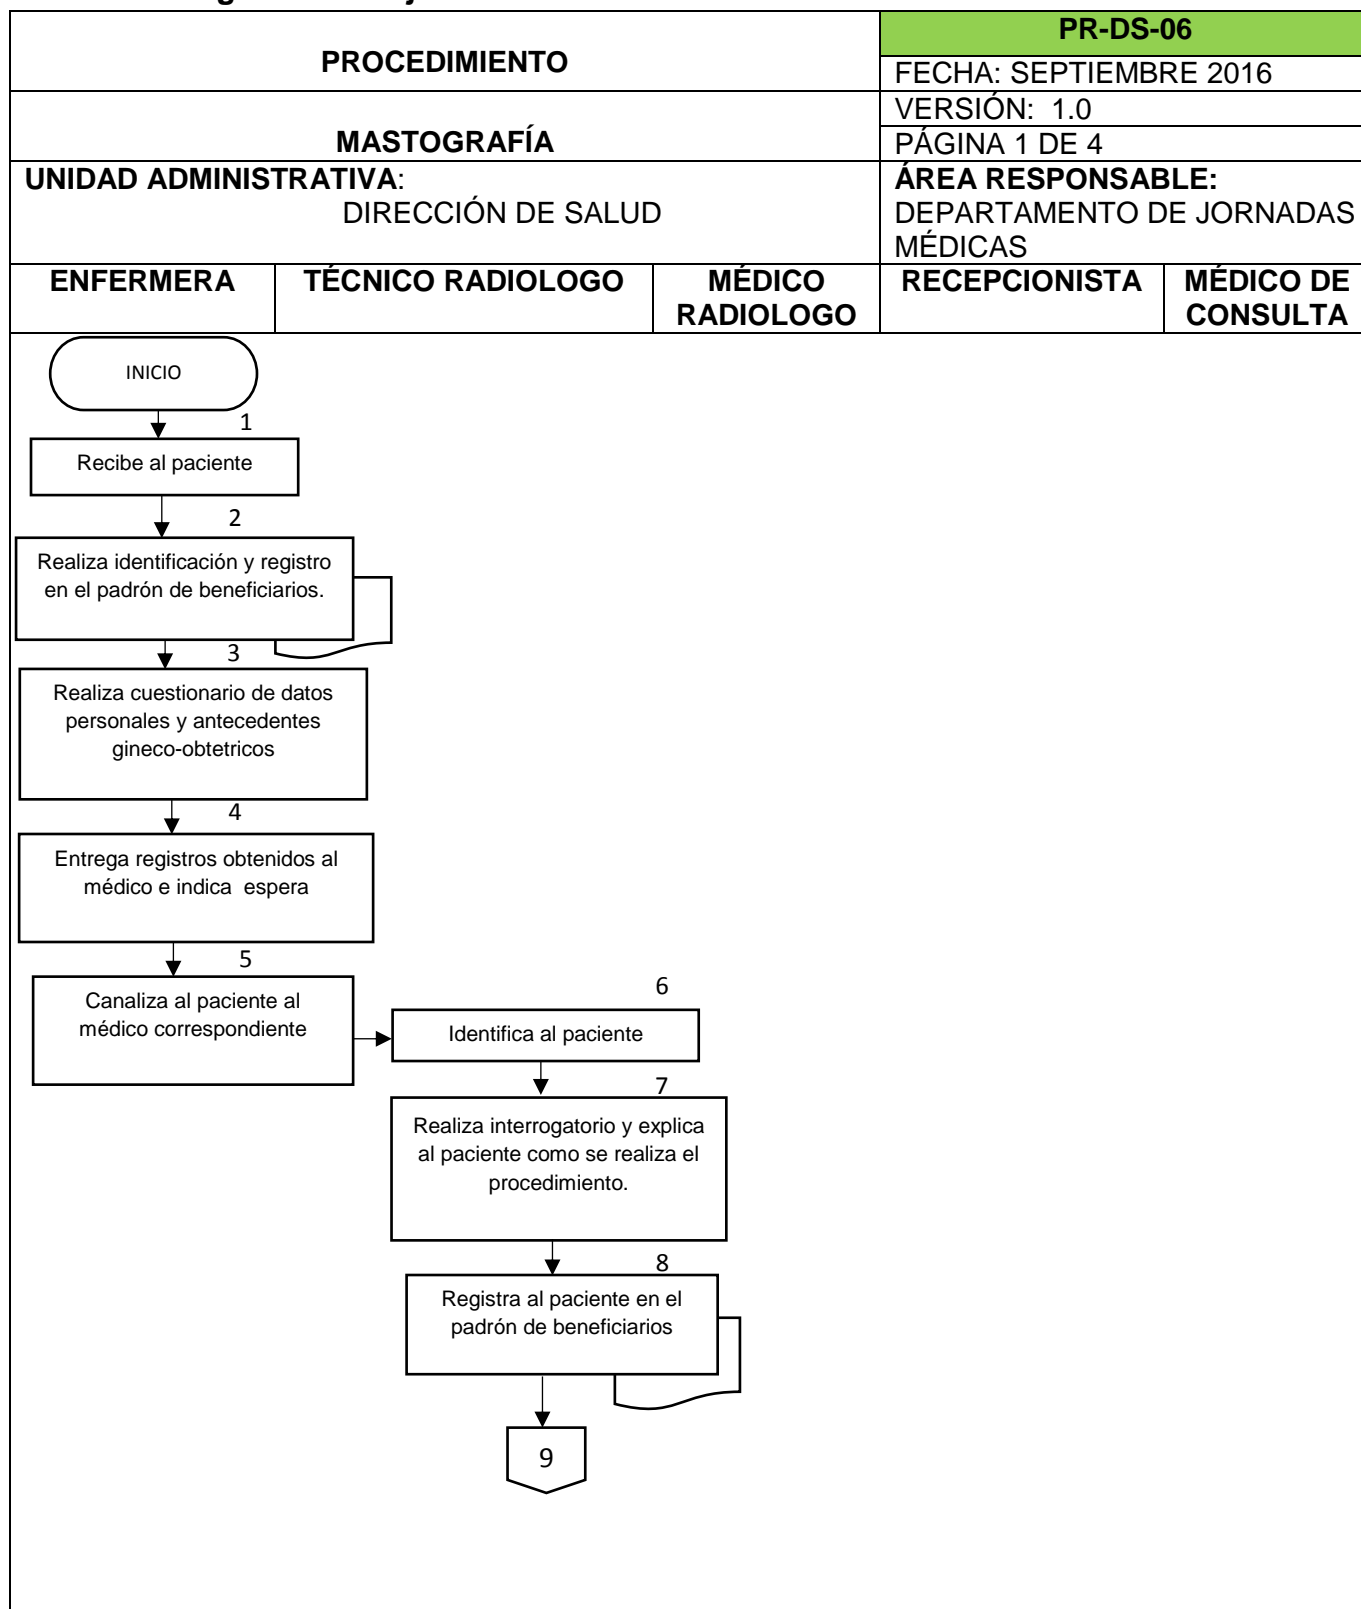 PROCEDIMIENTO
PR-DS-06
FECHA: SEPTIEMBRE 2016
MASTOGRAFÍA
VERSIÓN: 1.0
PÁGINA 1 DE 4
UNIDAD ADMINISTRATIVA:
DIRECCIÓN DE SALUD
ÁREA RESPONSABLE:
DEPARTAMENTO DE JORNADAS
MÉDICAS
ENFERMERA
TÉCNICO RADIOLOGO
MÉDICO
RADIOLOGO
RECEPCIONISTA
MÉDICO DE
CONSULTA
INICIO
1
Recibe al paciente
2
Realiza identificación y registro
en el padrón de beneficiarios.
3
Realiza cuestionario de datos
personales y antecedentes
gineco-obtetricos
4
Entrega registros obtenidos al
médico e indica  espera
5
Canaliza al paciente al
médico correspondiente
6
Identifica al paciente
7
Realiza interrogatorio y explica
al paciente como se realiza el
procedimiento.
8
Registra al paciente en el
padrón de beneficiarios
9